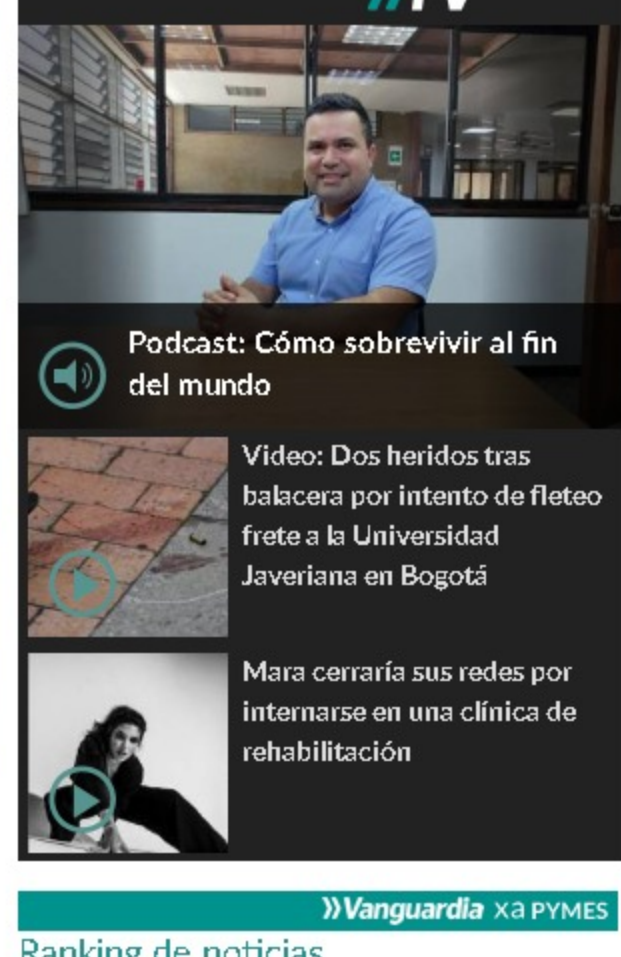 TV
Podcast: Cómo sobrevivir al fin
del mundo
Video: Dos heridos tras
balacera por intento de fleteo
frete a la Universidad
Javeriana en Bogotá
Mara cerraría sus redes por
internarse en una clínica de
rehabilitación
Vanguardia xa PYMES
Ranking de noticias